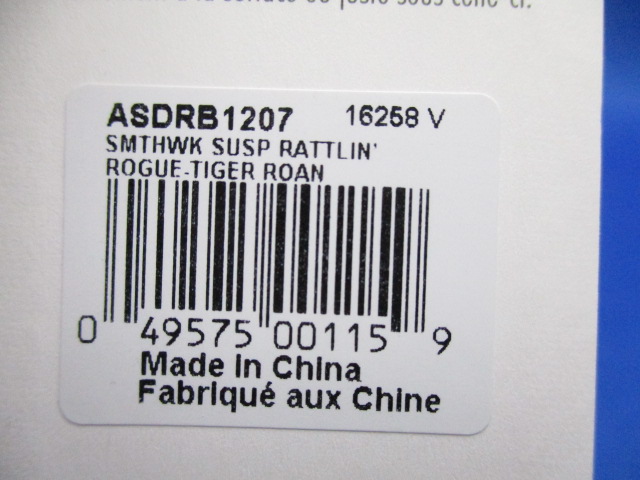 ASDRB1207 16258 V
SMTHWK SUSP RATTLIN'
ROGUE-TIGER ROAN
0 49575 00115 9
Made in China
Fabriqué aux Chine